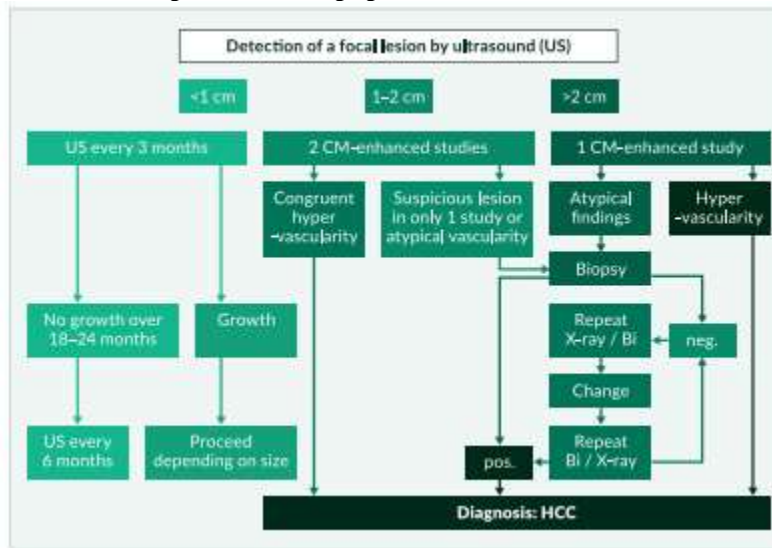 Detection of a focal lesion by ultrasound (US)
<1 cm
1–2 cm
>2 cm
US every 3 months
2 CM-enhanced studies
1 CM-enhanced study
Congruent
hyper
-vascularity
Suspicious lesion
in only 1 study or
atypical vascularity
Atypical
findings
Hyper
-vascularity
Biopsy
No growth over
18–24 months
Growth
Repeat
X-ray / Bi
neg.
Change
US every
6 months
Proceed
depending on size
pos.
Repeat
Bi / X-ray
Diagnosis: HCC